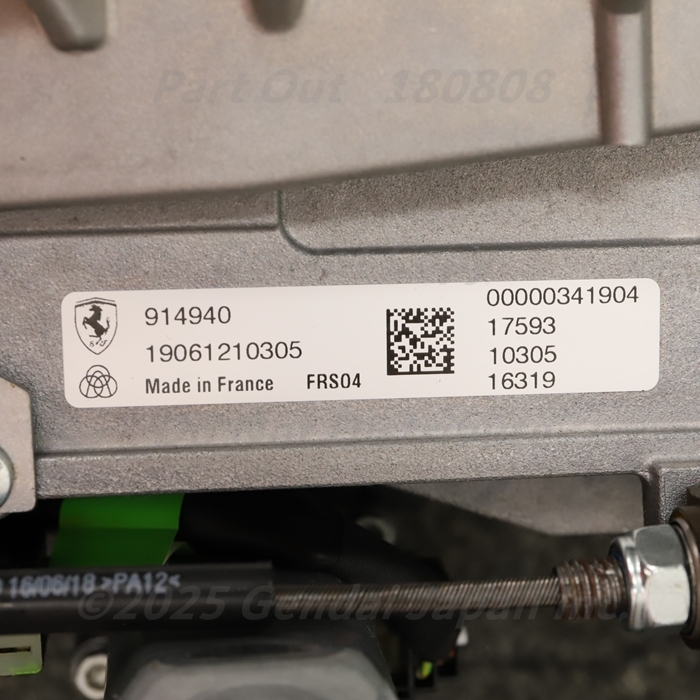 Part Out 180808
914940
19061210305
Made in France FRS04
S F
00000341904
17593
10305
16319
16/06/18 >PA12<
©2025 Gendai Japan Inc.